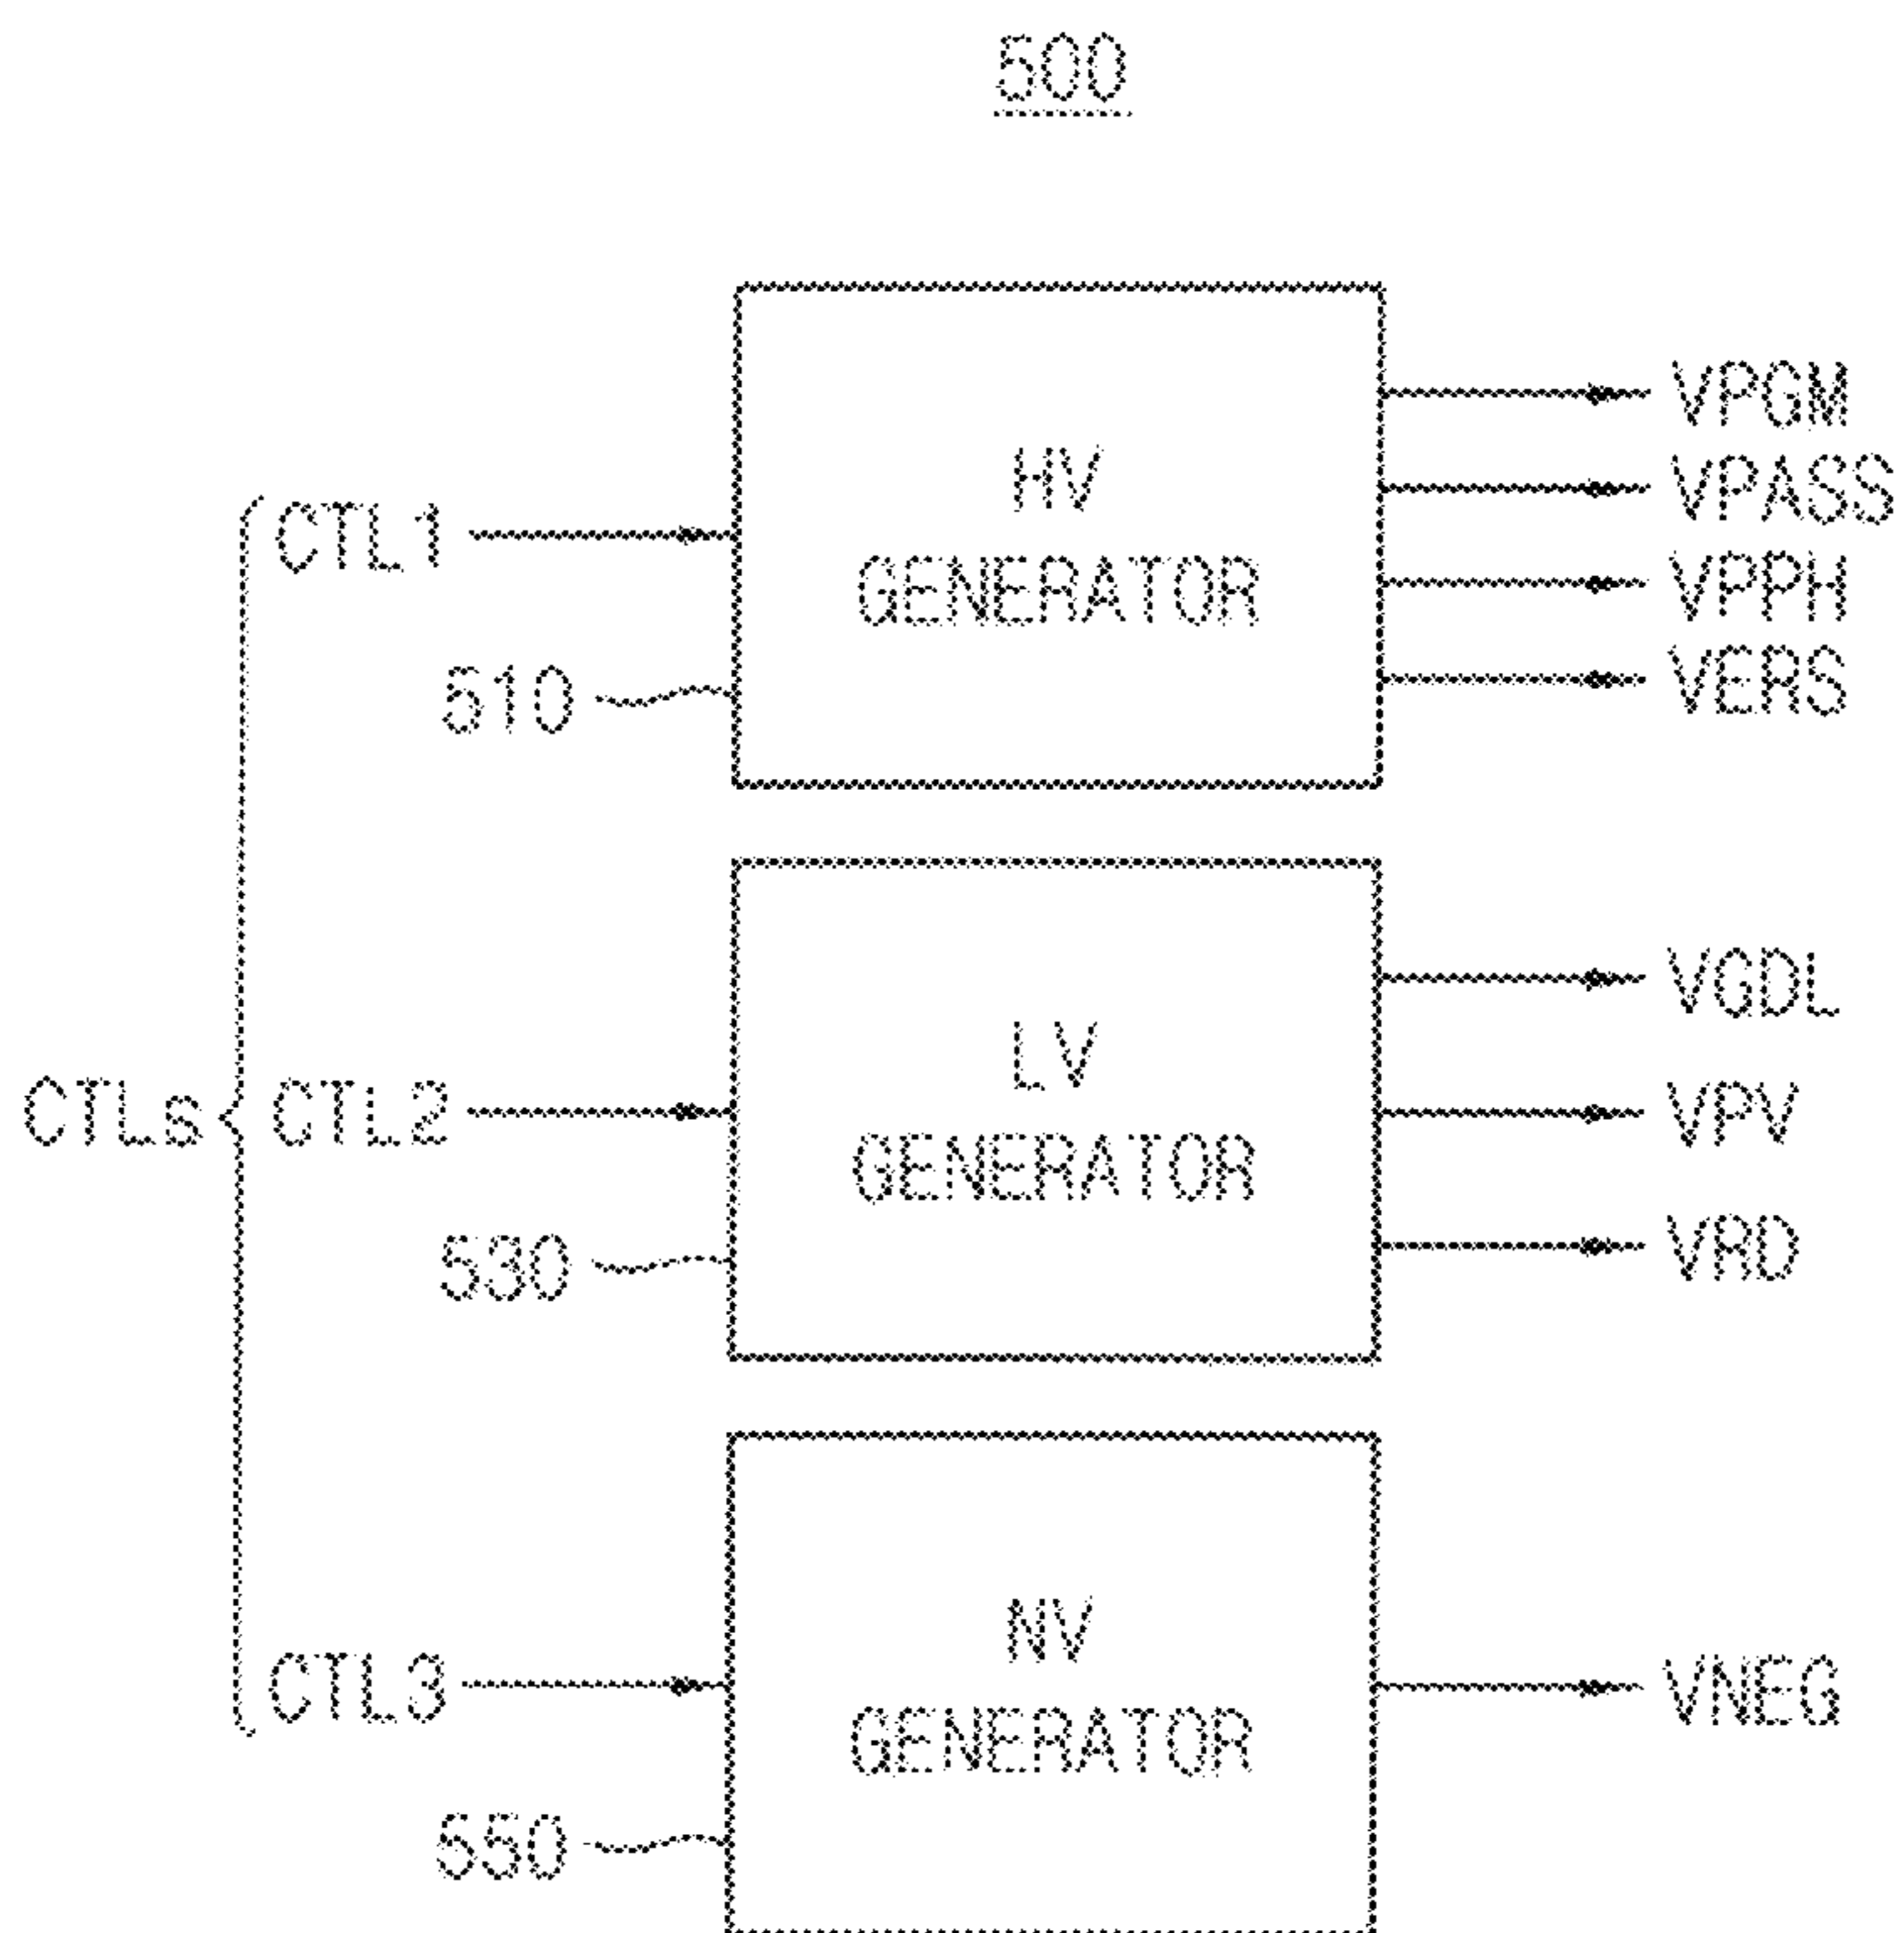 500
HV
GENERATOR
CTL1
510
VPGM
VPASS
VPPH
VERS
CTLs
CTL2
LV
GENERATOR
530
VGDL
VPV
VRD
CTL3
NV
GENERATOR
550
VNEG